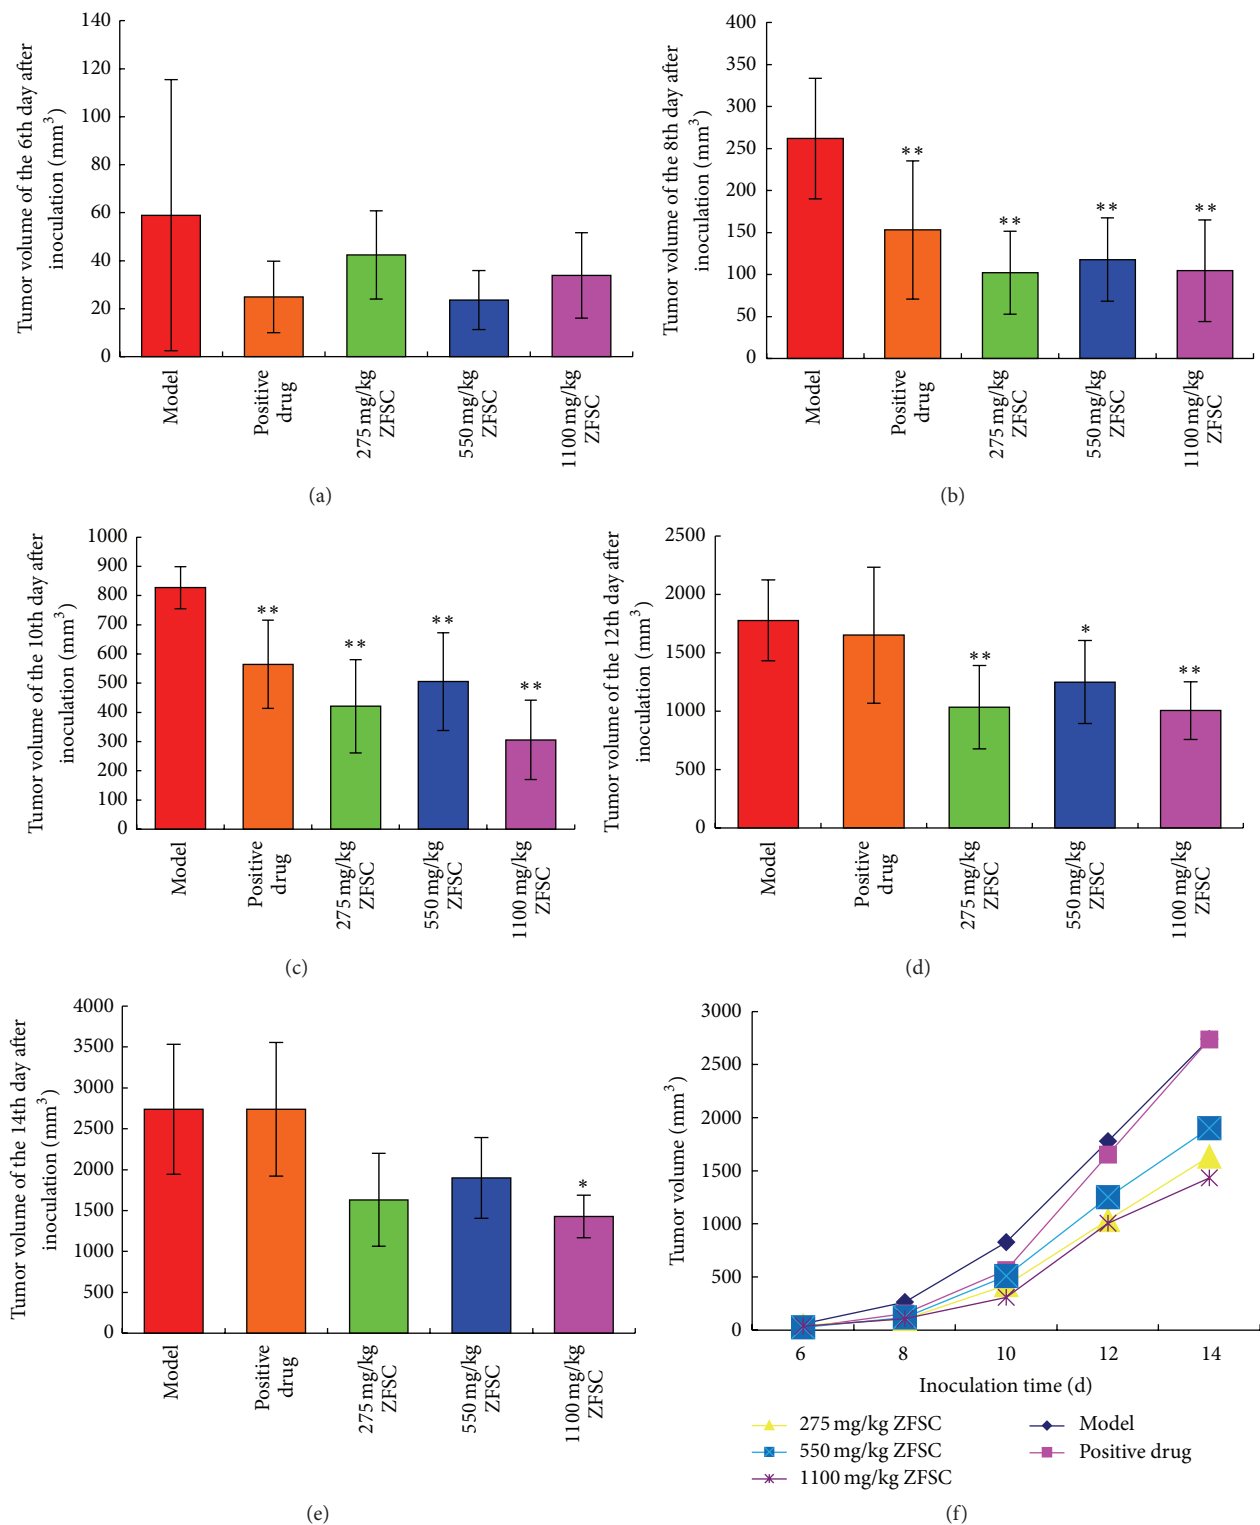 Tumor volume of the 6th day after
inoculation (mm³)
140
120
100
80
60
40
20
0
Model
Positive
drug
275 mg/kg
ZFSC
550 mg/kg
ZFSC
1100 mg/kg
ZFSC
(a)
Tumor volume of the 8th day after
inoculation (mm³)
400
350
300
250
200
150
100
50
0
**
**
**
**
Model
Positive
drug
275 mg/kg
ZFSC
550 mg/kg
ZFSC
1100 mg/kg
ZFSC
(b)
Tumor volume of the 10th day after
inoculation (mm³)
1000
900
800
700
600
500
400
300
200
100
0
**
**
**
**
Model
Positive
drug
275 mg/kg
ZFSC
550 mg/kg
ZFSC
1100 mg/kg
ZFSC
(c)
Tumor volume of the 12th day after
inoculation (mm³)
2500
2000
1500
1000
500
0
**
*
**
Model
Positive
drug
275 mg/kg
ZFSC
550 mg/kg
ZFSC
1100 mg/kg
ZFSC
(d)
Tumor volume of the 14th day after
inoculation (mm³)
4000
3500
3000
2500
2000
1500
1000
500
0
*
Model
Positive
drug
275 mg/kg
ZFSC
550 mg/kg
ZFSC
1100 mg/kg
ZFSC
(e)
Tumor volume (mm³)
3000
2500
2000
1500
1000
500
0
6 8 10 12 14
Inoculation time (d)
275 mg/kg ZFSC
550 mg/kg ZFSC
1100 mg/kg ZFSC
Model
Positive drug
(f)